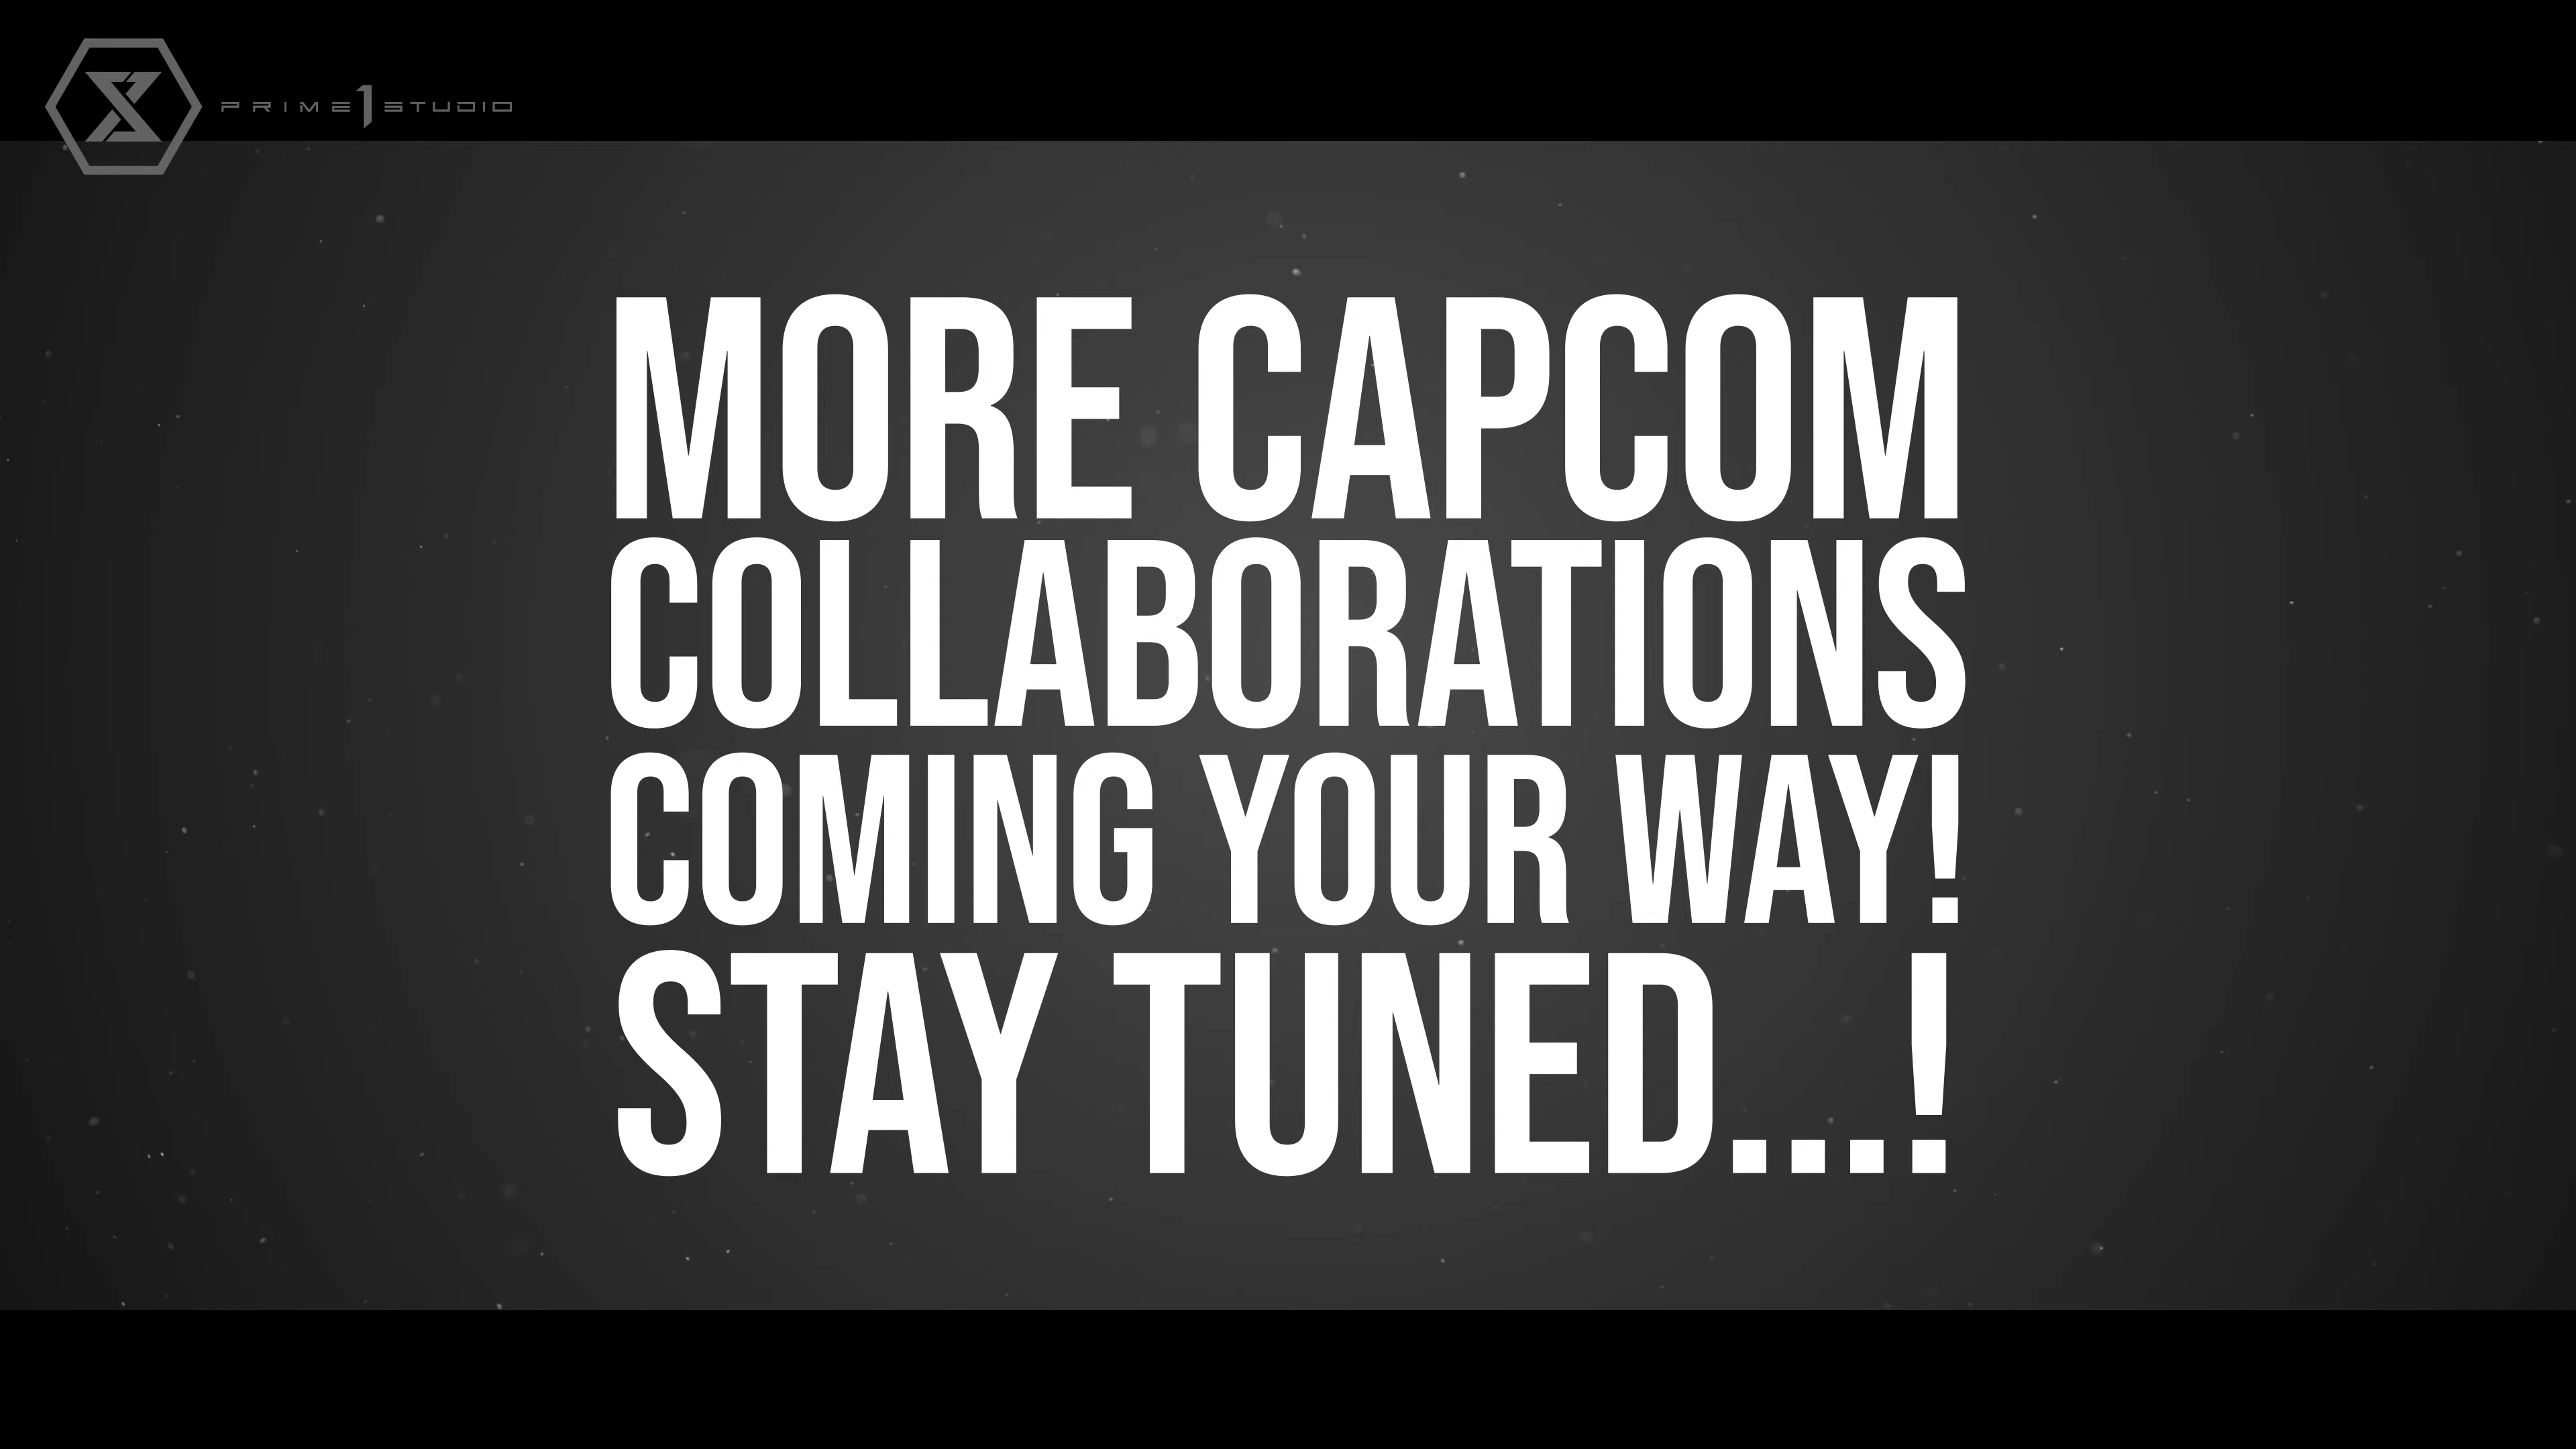 PRIME 1 STUDIO
MORE CAPCOM
COLLABORATIONS
COMING YOUR WAY!
STAY TUNED...!